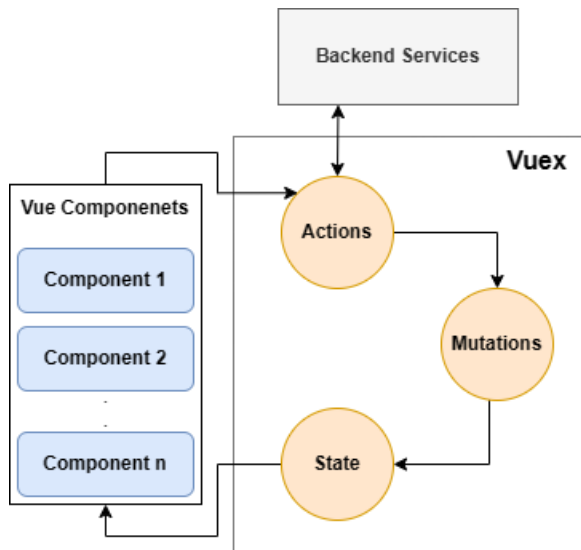 Backend Services
Vuex
Vue Componenets
Actions
Component 1
Mutations
Component 2
.
.
Component n
State